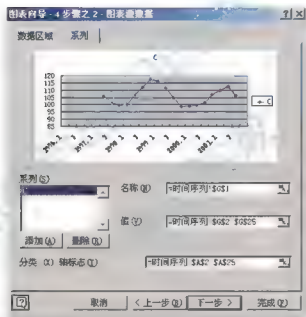 图表向导 - 4 步骤之 2 - 图表源数据
数据区域 系列
C
120
115
110
105
100
95
90
85
C
系列(S)
名称(N) =时间序列!$G$1
值(V) =时间序列 $G$2 $G$25
添加(A) 删除(R)
分类 (X) 轴标志(T) =时间序列 $A$2 $A$25
取消 <上一步(B) 下一步 > 完成(F)